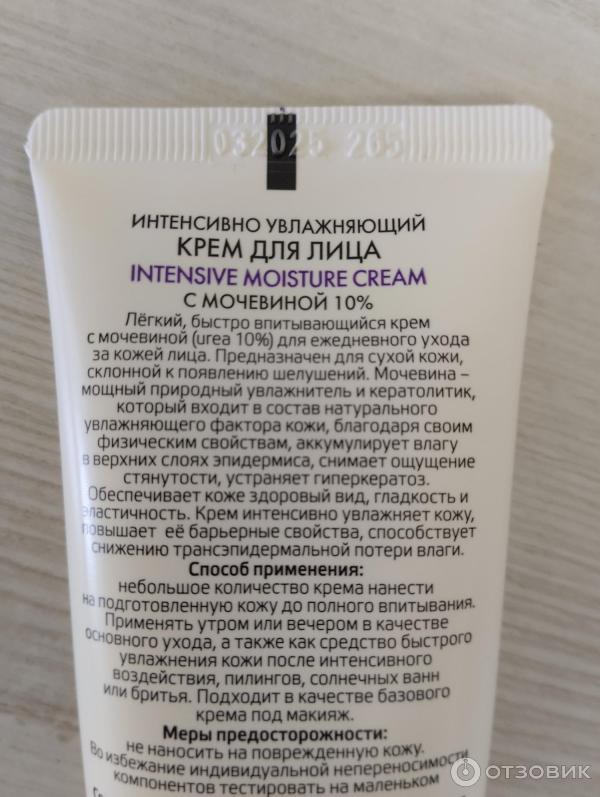 032025 265
ИНТЕНСИВНО УВЛАЖНЯЮЩИЙ
КРЕМ ДЛЯ ЛИЦА
INTENSIVE MOISTURE CREAM
С МОЧЕВИНОЙ 10%
Лёгкий, быстро впитывающийся крем
с мочевиной (urea 10%) для ежедневного ухода
за кожей лица. Предназначен для сухой кожи,
склонной к появлению шелушений. Мочевина –
мощный природный увлажнитель и кератолитик,
который входит в состав натурального
увлажняющего фактора кожи, благодаря своим
физическим свойствам, аккумулирует влагу
в верхних слоях эпидермиса, снимает ощущение
стянутости, устраняет гиперкератоз.
Обеспечивает коже здоровый вид, гладкость и
эластичность. Крем интенсивно увлажняет кожу,
повышает её барьерные свойства, способствует
снижению трансэпидермальной потери влаги.
Способ применения:
небольшое количество крема нанести
на подготовленную кожу до полного впитывания.
Применять утром или вечером в качестве
основного ухода, а также как средство быстрого
увлажнения кожи после интенсивного
воздействия, пилингов, солнечных ванн
или бритья. Подходит в качестве базового
крема под макияж.
Меры предосторожности:
не наносить на поврежденную кожу.
Во избежание индивидуальной непереносимости
компонентов тестировать на маленьком
ОТЗОВИК